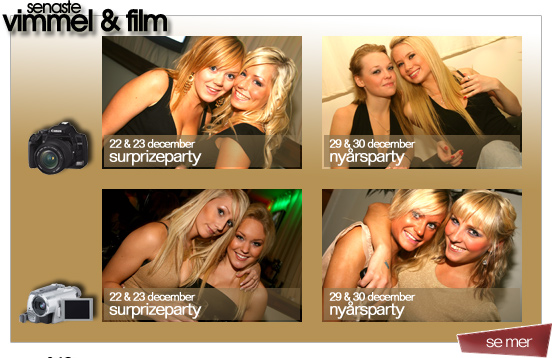 senaste
vimmel & film
22 & 23 december
surprizeparty
29 & 30 december
nyårsparty
22 & 23 december
surprizeparty
29 & 30 december
nyårsparty
se mer